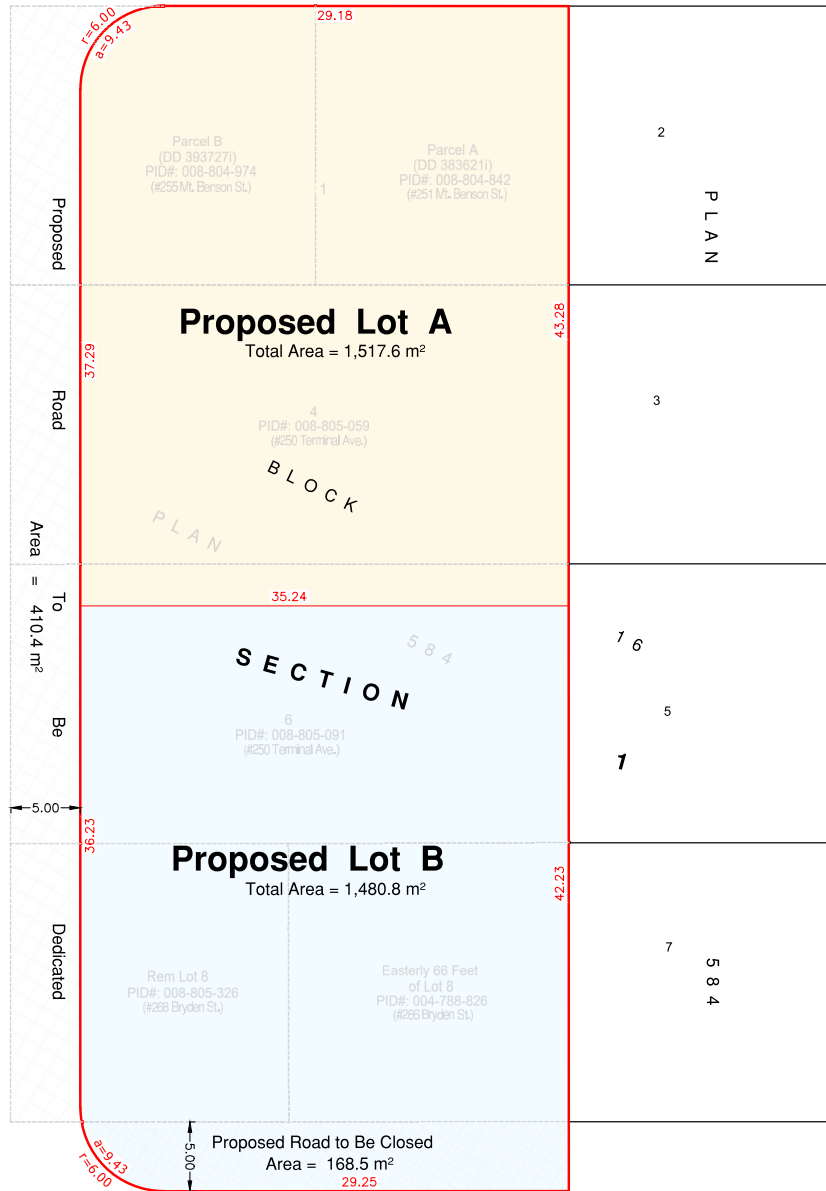 r=6.00
a=9.43
29.18
Parcel B
(DD 393727i)
PID#: 008-804-974
(#255 Mt. Benson St.)
1
Parcel A
(DD 383621i)
PID#: 008-804-842
(#251 Mt. Benson St.)
2
PLAN
Proposed
Road
To
Be
Dedicated
Area = 410.4 m²
Proposed Lot A
Total Area = 1,517.6 m²
37.29
43.28
4
PID#: 008-805-059
(#250 Terminal Ave.)
3
BLOCK
PLAN
35.24
584
SECTION
16
5
1
6
PID#: 008-805-091
(#250 Terminal Ave.)
5.00
36.23
Proposed Lot B
Total Area = 1,480.8 m²
42.23
Rem Lot 8
PID#: 008-805-326
(#268 Bryden St.)
Easterly 66 Feet
of Lot 8
PID#: 004-788-826
(#266 Bryden St.)
7
584
a=9.43
r=6.00
5.00
Proposed Road to Be Closed
Area = 168.5 m²
29.25